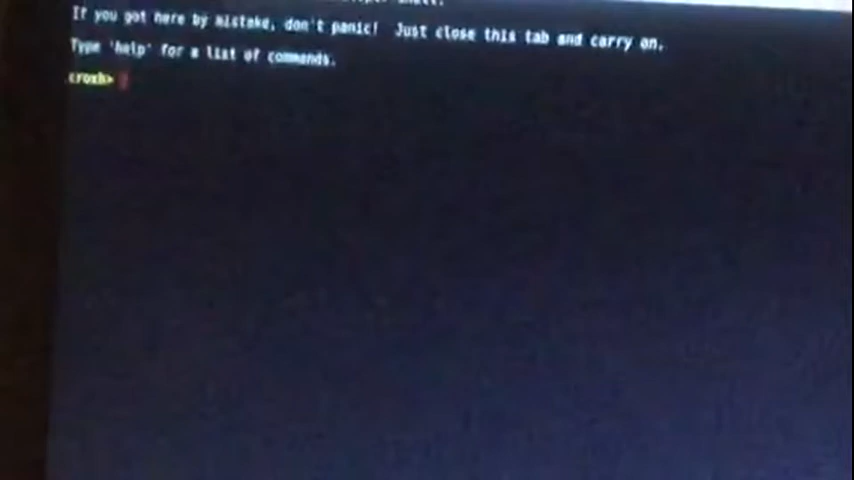 shell.
If you got here by mistake, don't panic!  Just close this tab and carry on.
Type 'help' for a list of commands.
crosh>